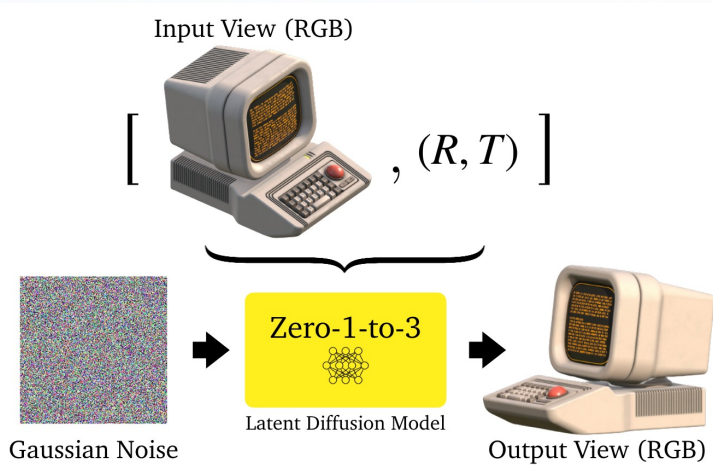 Input View (RGB)
[ , (R, T) ]
Zero-1-to-3
Latent Diffusion Model
Gaussian Noise
Output View (RGB)